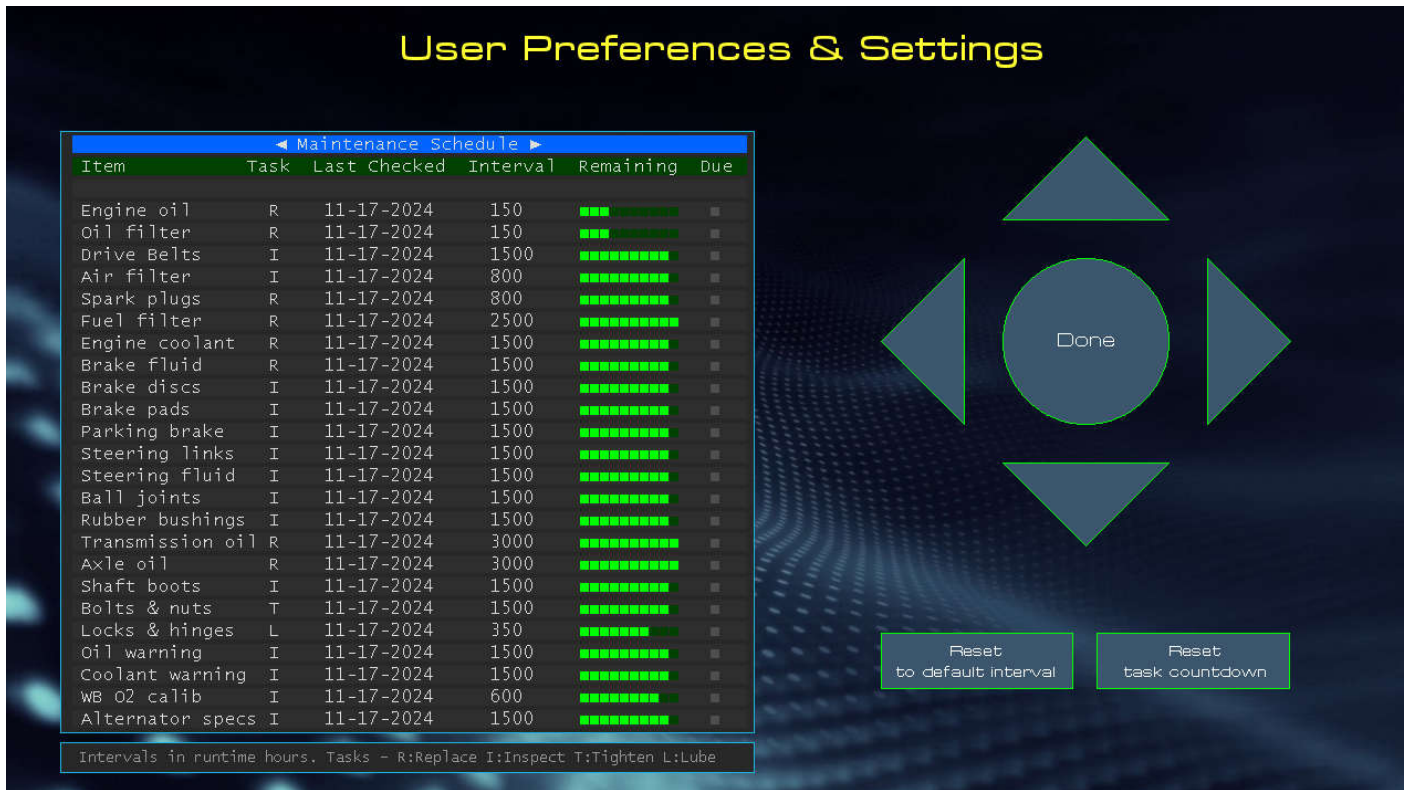 User Preferences & Settings
◄ Maintenance Schedule ►
Item Task Last Checked Interval Remaining Due
Engine oil R 11-17-2024 150
Oil filter R 11-17-2024 150
Drive Belts I 11-17-2024 1500
Air filter I 11-17-2024 800
Spark plugs R 11-17-2024 800
Fuel filter R 11-17-2024 2500
Engine coolant R 11-17-2024 1500
Brake fluid R 11-17-2024 1500
Brake discs I 11-17-2024 1500
Brake pads I 11-17-2024 1500
Parking brake I 11-17-2024 1500
Steering links I 11-17-2024 1500
Steering fluid I 11-17-2024 1500
Ball joints I 11-17-2024 1500
Rubber bushings I 11-17-2024 1500
Transmission oil R 11-17-2024 3000
Axle oil R 11-17-2024 3000
Shaft boots I 11-17-2024 1500
Bolts & nuts T 11-17-2024 1500
Locks & hinges L 11-17-2024 350
Oil warning I 11-17-2024 1500
Coolant warning I 11-17-2024 1500
WB O2 calib I 11-17-2024 600
Alternator specs I 11-17-2024 1500
Intervals in runtime hours. Tasks - R:Replace I:Inspect T:Tighten L:Lube
Done
Reset
to default interval
Reset
task countdown